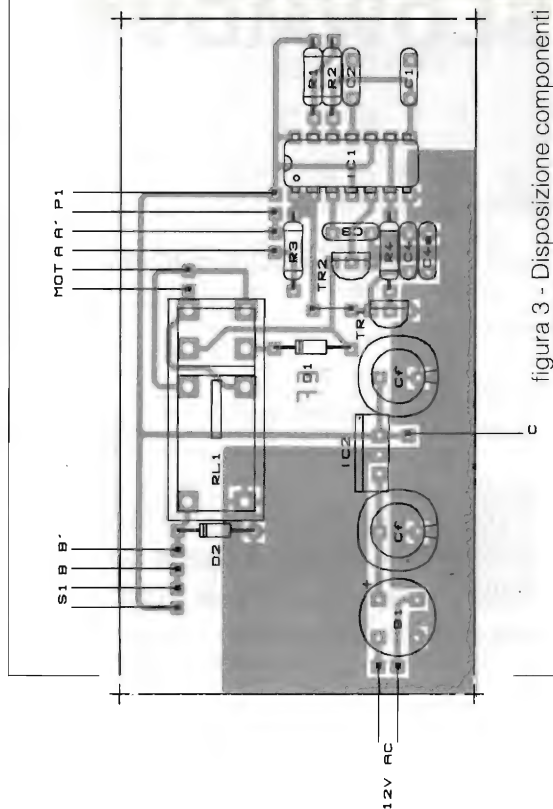 S1 B B'
MOT A A' P1
R1
R2
C2
C1
IC1
R3
TR2
R4
C4
TR1
D1
79
Cf
RL1
IC2
C
D2
Cf
+
B1
12V AC
figura 3 - Disposizione componenti